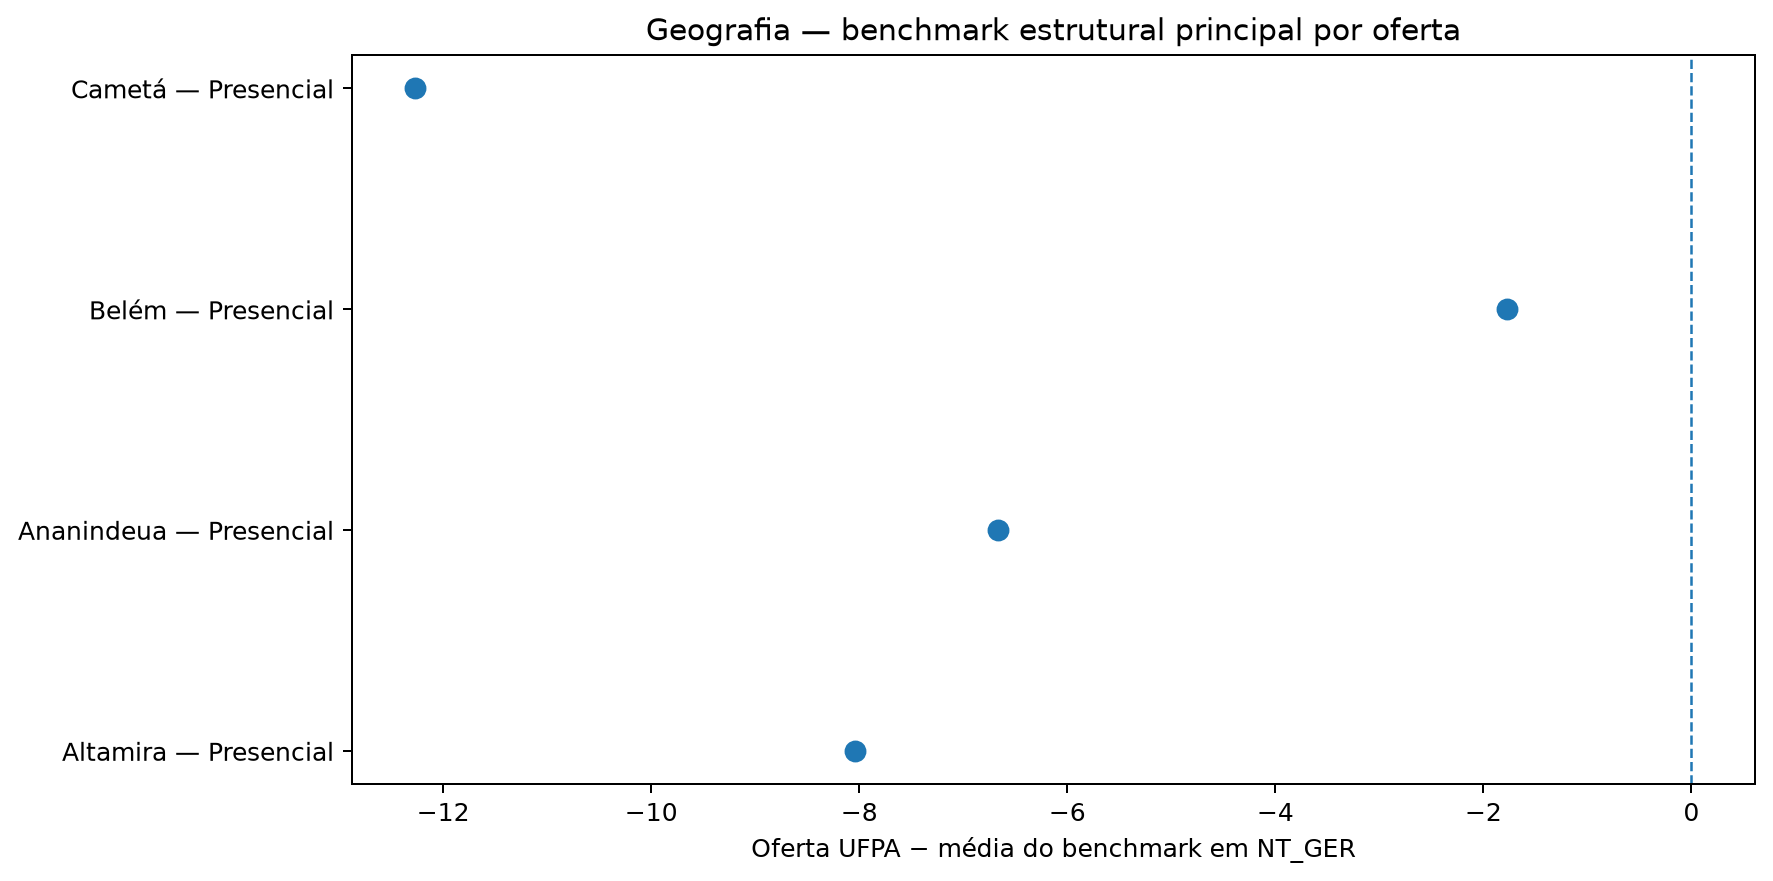 Geografia — benchmark estrutural principal por oferta
Cametá — Presencial
Belém — Presencial
Ananindeua — Presencial
Altamira — Presencial
−12 −10 −8 −6 −4 −2 0
Oferta UFPA − média do benchmark em NT_GER